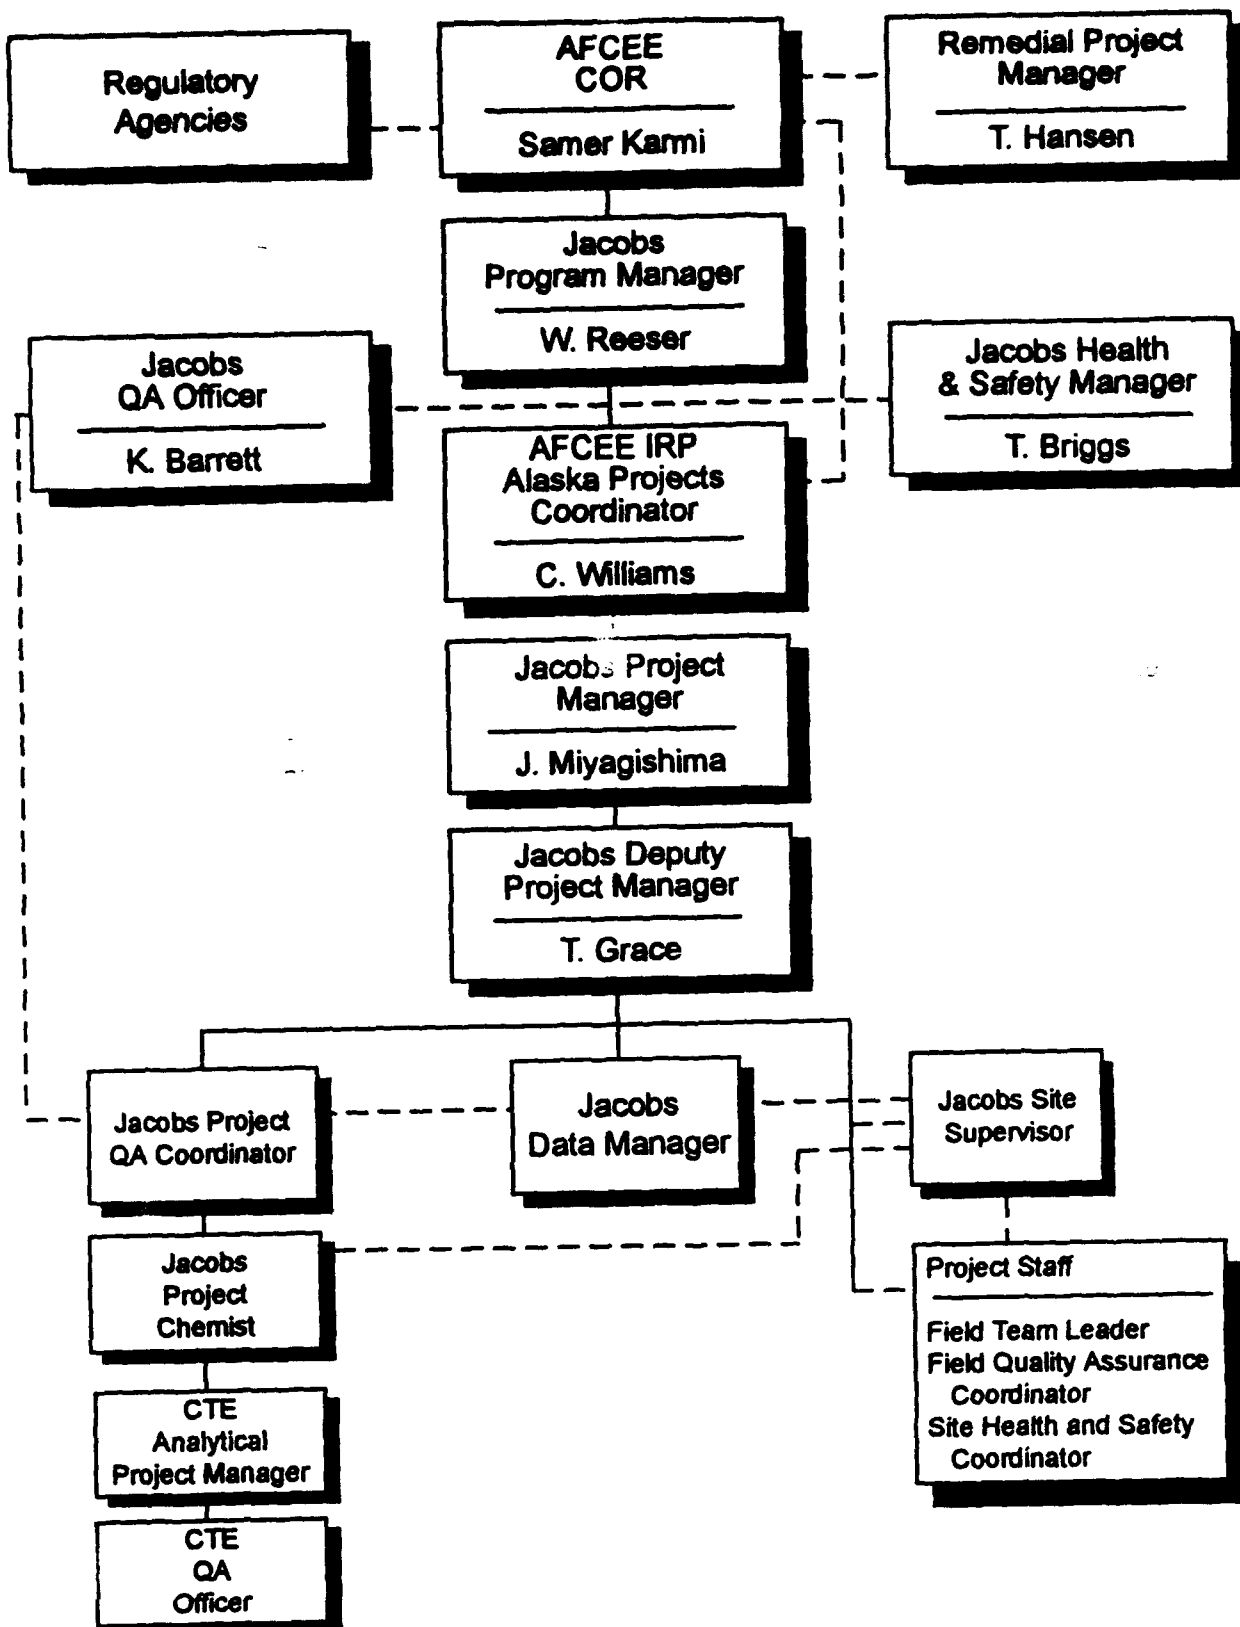 Regulatory
Agencies
AFCEE
COR
Samer Karmi
Remedial Project
Manager
T. Hansen
Jacobs
Program Manager
W. Reeser
Jacobs
QA Officer
K. Barrett
Jacobs Health
& Safety Manager
T. Briggs
AFCEE IRP
Alaska Projects
Coordinator
C. Williams
Jacobs Project
Manager
J. Miyagishima
Jacobs Deputy
Project Manager
T. Grace
Jacobs Project
QA Coordinator
Jacobs
Data Manager
Jacobs Site
Supervisor
Jacobs
Project
Chemist
Project Staff
Field Team Leader
Field Quality Assurance
Coordinator
Site Health and Safety
Coordinator
CTE
Analytical
Project Manager
CTE
QA
Officer